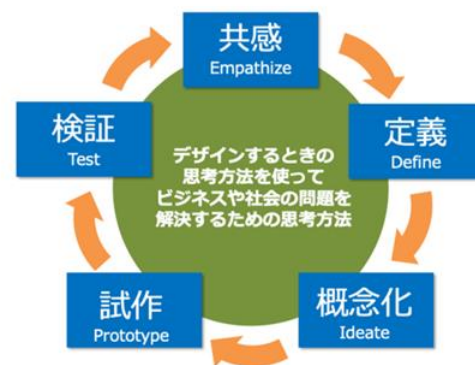 共感
Empathize
定義
Define
概念化
Ideate
試作
Prototype
検証
Test
デザインするときの
思考方法を使って
ビジネスや社会の問題を
解決するための思考方法